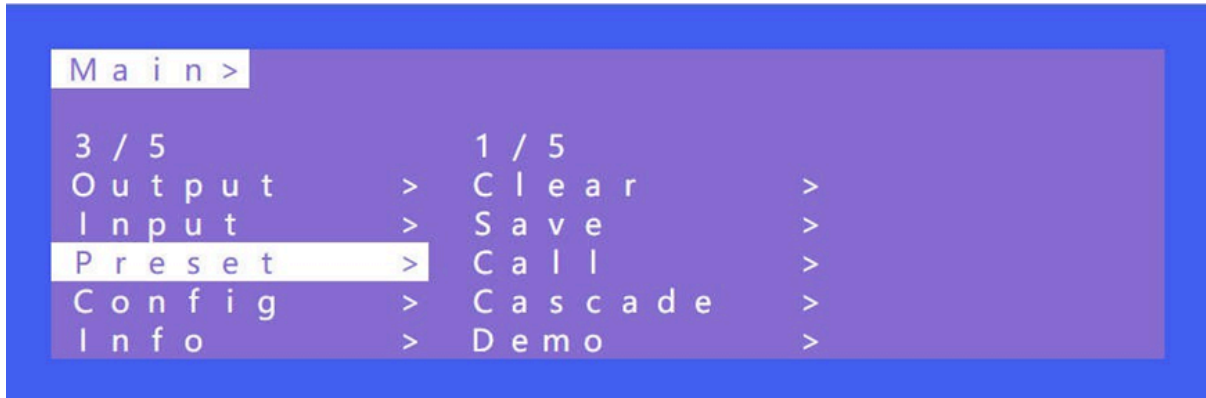 Main>
3/5 1/5
Output > Clear >
Input > Save >
Preset > Call >
Config > Cascade >
Info > Demo >